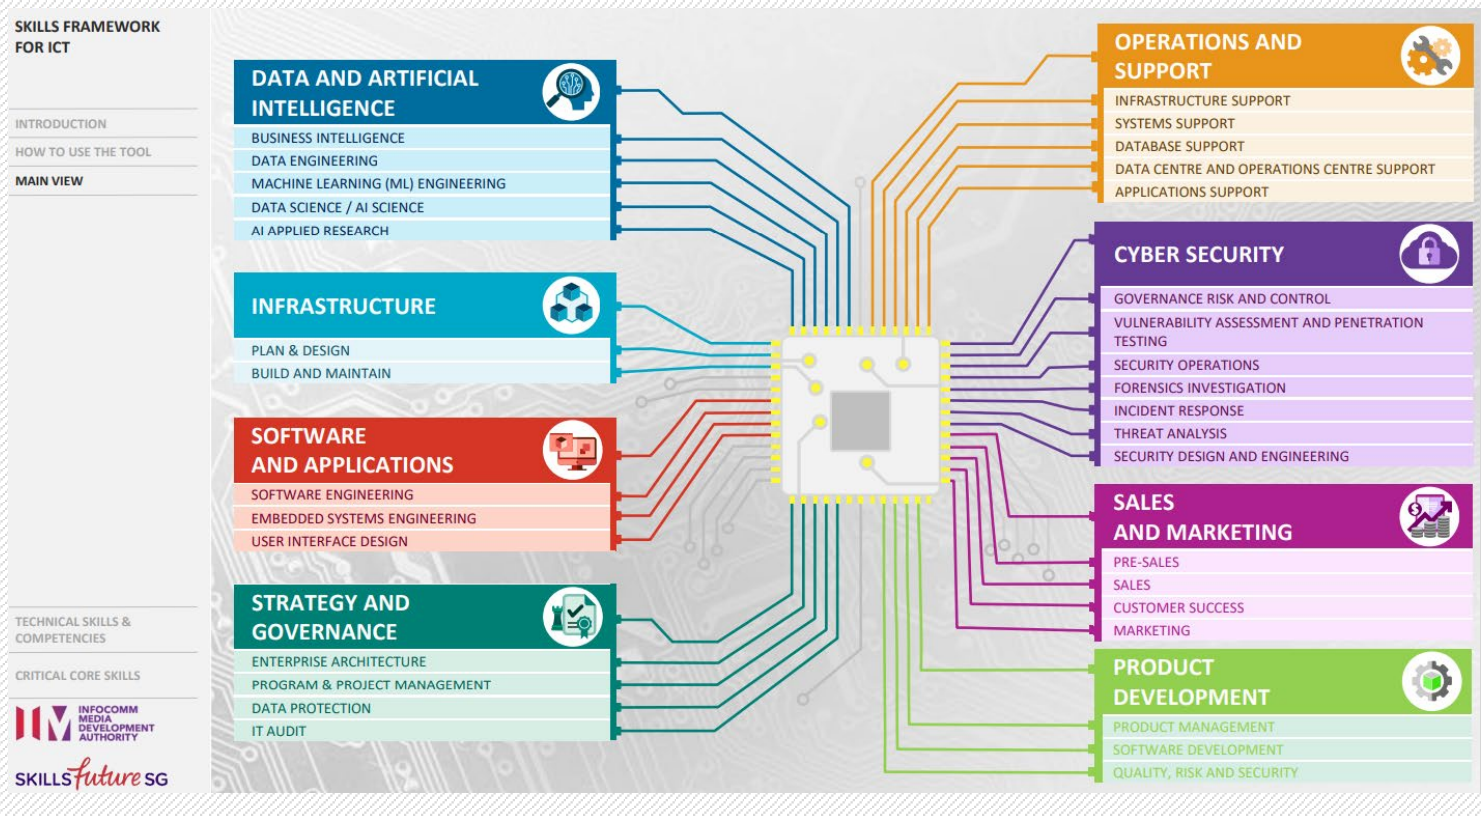 SKILLS FRAMEWORK
FOR ICT
INTRODUCTION
HOW TO USE THE TOOL
MAIN VIEW
TECHNICAL SKILLS &
COMPETENCIES
CRITICAL CORE SKILLS
INFOCOMM
MEDIA
DEVELOPMENT
AUTHORITY
SKILLS future SG
DATA AND ARTIFICIAL
INTELLIGENCE
BUSINESS INTELLIGENCE
DATA ENGINEERING
MACHINE LEARNING (ML) ENGINEERING
DATA SCIENCE / AI SCIENCE
AI APPLIED RESEARCH
INFRASTRUCTURE
PLAN & DESIGN
BUILD AND MAINTAIN
SOFTWARE
AND APPLICATIONS
SOFTWARE ENGINEERING
EMBEDDED SYSTEMS ENGINEERING
USER INTERFACE DESIGN
STRATEGY AND
GOVERNANCE
ENTERPRISE ARCHITECTURE
PROGRAM & PROJECT MANAGEMENT
DATA PROTECTION
IT AUDIT
OPERATIONS AND
SUPPORT
INFRASTRUCTURE SUPPORT
SYSTEMS SUPPORT
DATABASE SUPPORT
DATA CENTRE AND OPERATIONS CENTRE SUPPORT
APPLICATIONS SUPPORT
CYBER SECURITY
GOVERNANCE RISK AND CONTROL
VULNERABILITY ASSESSMENT AND PENETRATION
TESTING
SECURITY OPERATIONS
FORENSICS INVESTIGATION
INCIDENT RESPONSE
THREAT ANALYSIS
SECURITY DESIGN AND ENGINEERING
SALES
AND MARKETING
$
PRE-SALES
SALES
CUSTOMER SUCCESS
MARKETING
PRODUCT
DEVELOPMENT
PRODUCT MANAGEMENT
SOFTWARE DEVELOPMENT
QUALITY, RISK AND SECURITY